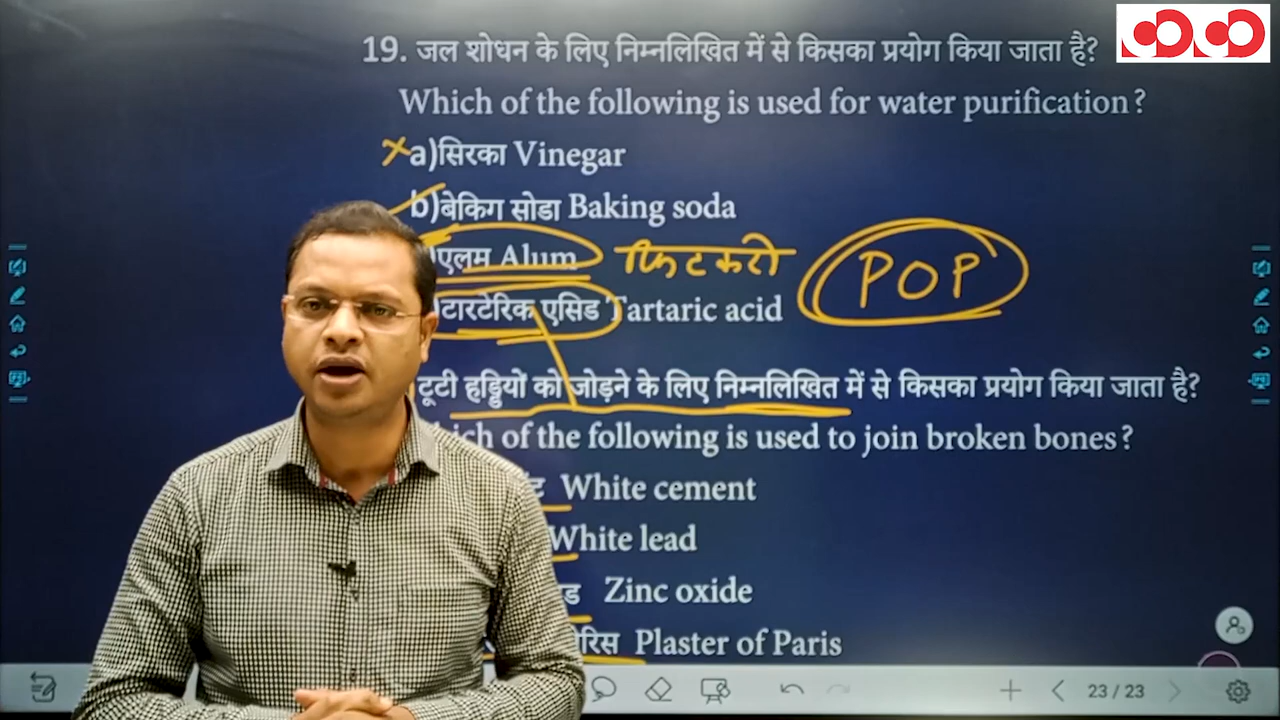 19. जल शोधन के लिए निम्नलिखित में से किसका प्रयोग किया जाता है?
Which of the following is used for water purification?
a)सिरका Vinegar
b)बेकिग सोडा Baking soda
)एलम Alum फिटकरी
POP
)टारटेरिक एसिड Tartaric acid
टूटी हड्डियों को जोड़ने के लिए निम्नलिखित में से किसका प्रयोग किया जाता है?
hich of the following is used to join broken bones?
White cement
White lead
Zinc oxide
Plaster of Paris
23/23